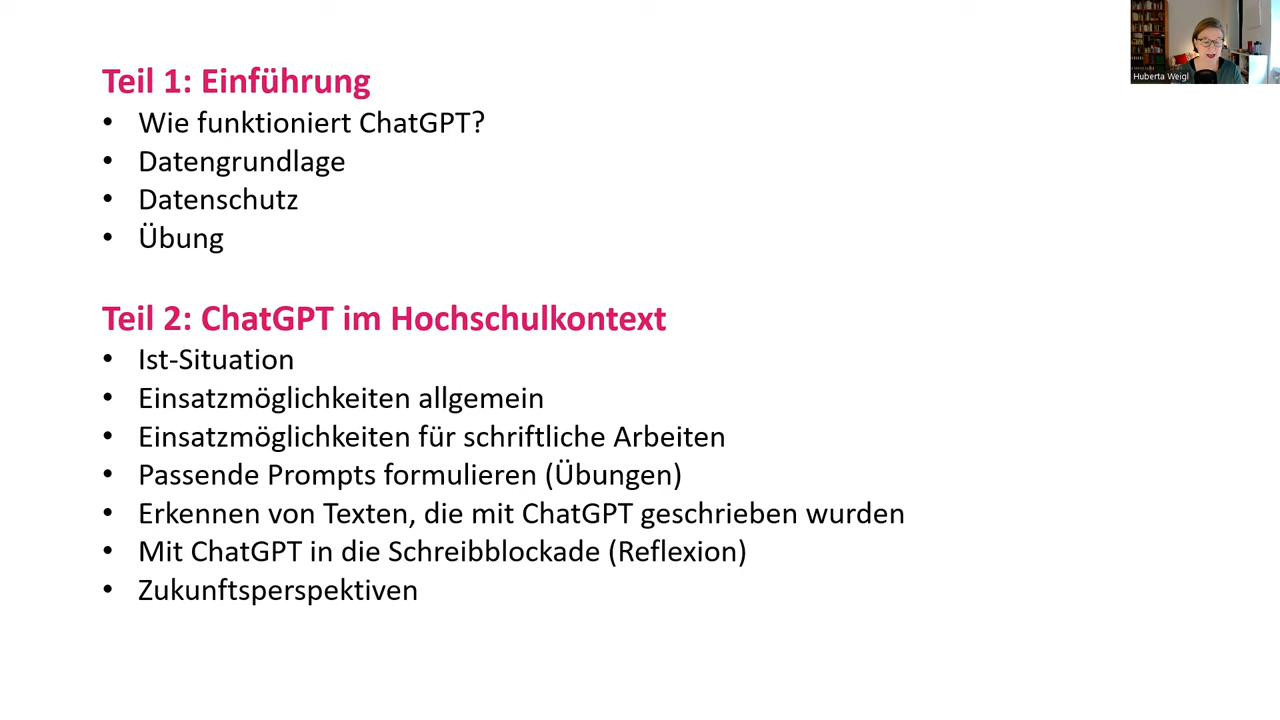 Teil 1: Einführung
• Wie funktioniert ChatGPT?
• Datengrundlage
• Datenschutz
• Übung
Teil 2: ChatGPT im Hochschulkontext
• Ist-Situation
• Einsatzmöglichkeiten allgemein
• Einsatzmöglichkeiten für schriftliche Arbeiten
• Passende Prompts formulieren (Übungen)
• Erkennen von Texten, die mit ChatGPT geschrieben wurden
• Mit ChatGPT in die Schreibblockade (Reflexion)
• Zukunftsperspektiven
Huberta Weigl